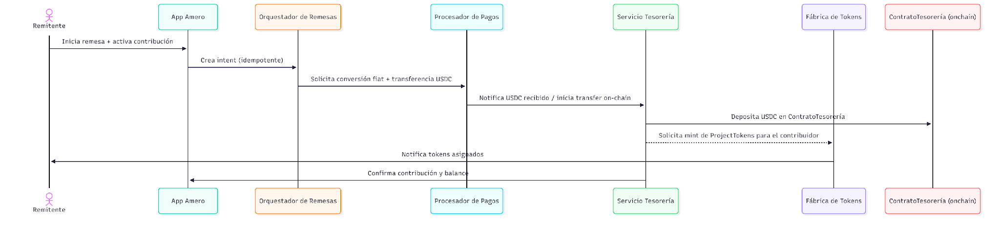 Remitente
App Amero
Orquestador de Remesas
Procesador de Pagos
Servicio Tesorería
Fábrica de Tokens
ContratoTesorería (onchain)
Inicia remesa + activa contribución
Crea intent (idempotente)
Solicita conversión fiat + transferencia USDC
Notifica USDC recibido / inicia transfer on-chain
Deposita USDC en ContratoTesorería
Solicita mint de ProjectTokens para el contribuidor
Notifica tokens asignados
Confirma contribución y balance
Remitente
App Amero
Orquestador de Remesas
Procesador de Pagos
Servicio Tesorería
Fábrica de Tokens
ContratoTesorería (onchain)